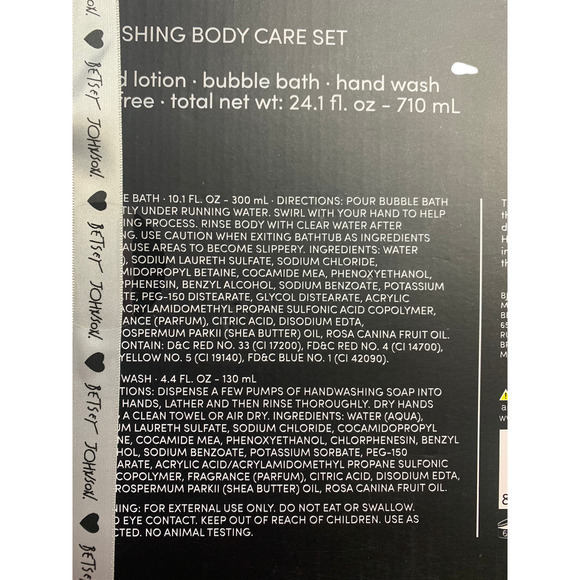 BETSEY JOHNSON.
BETSEY JOHNSON.
BETSEY JOHNSON.
BETSEY JOHNSON.
SHING BODY CARE SET
d lotion · bubble bath · hand wash
free · total net wt: 24.1 fl. oz - 710 mL
E BATH · 10.1 FL. OZ - 300 mL · DIRECTIONS: POUR BUBBLE BATH
TLY UNDER RUNNING WATER. SWIRL WITH YOUR HAND TO HELP
ING PROCESS. RINSE BODY WITH CLEAR WATER AFTER
NG. USE CAUTION WHEN EXITING BATHTUB AS INGREDIENTS
AUSE AREAS TO BECOME SLIPPERY. INGREDIENTS: WATER
), SODIUM LAURETH SULFATE, SODIUM CHLORIDE,
MIDOPROPYL BETAINE, COCAMIDE MEA, PHENOXYETHANOL,
RPHENESIN, BENZYL ALCOHOL, SODIUM BENZOATE, POTASSIUM
TE, PEG-150 DISTEARATE, GLYCOL DISTEARATE, ACRYLIC
ACRYLAMIDOMETHYL PROPANE SULFONIC ACID COPOLYMER,
ANCE (PARFUM), CITRIC ACID, DISODIUM EDTA,
ROSPERMUM PARKII (SHEA BUTTER) OIL, ROSA CANINA FRUIT OIL.
ONTAIN: D&C RED NO. 33 (CI 17200), FD&C RED NO. 4 (CI 14700),
YELLOW NO. 5 (CI 19140), FD&C BLUE NO. 1 (CI 42090).
WASH · 4.4 FL. OZ - 130 mL
TIONS: DISPENSE A FEW PUMPS OF HANDWASHING SOAP INTO
HANDS, LATHER AND THEN RINSE THOROUGHLY. DRY HANDS
A CLEAN TOWEL OR AIR DRY. INGREDIENTS: WATER (AQUA),
UM LAURETH SULFATE, SODIUM CHLORIDE, COCAMIDOPROPYL
NE, COCAMIDE MEA, PHENOXYETHANOL, CHLORPHENESIN, BENZYL
HOL, SODIUM BENZOATE, POTASSIUM SORBATE, PEG-150
ARATE, ACRYLIC ACID/ACRYLAMIDOMETHYL PROPANE SULFONIC
COPOLYMER, FRAGRANCE (PARFUM), CITRIC ACID, DISODIUM EDTA,
ROSPERMUM PARKII (SHEA BUTTER) OIL, ROSA CANINA FRUIT OIL.
NING: FOR EXTERNAL USE ONLY. DO NOT EAT OR SWALLOW.
D EYE CONTACT. KEEP OUT OF REACH OF CHILDREN. USE AS
CTED. NO ANIMAL TESTING.